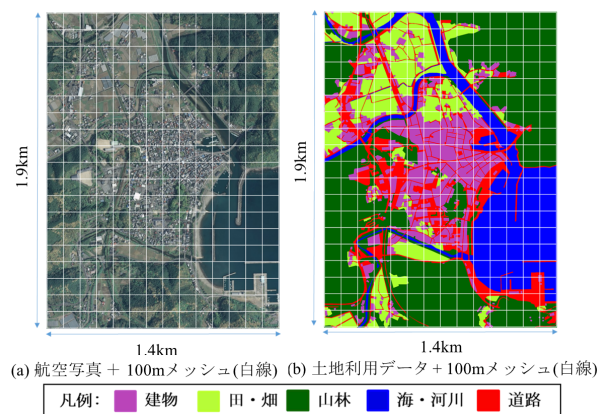 1.9km
1.9km
1.4km
1.4km
(a) 航空写真 + 100mメッシュ(白線)
(b) 土地利用データ+100mメッシュ(白線)
凡例: 建物 田・畑 山林 海・河川 道路